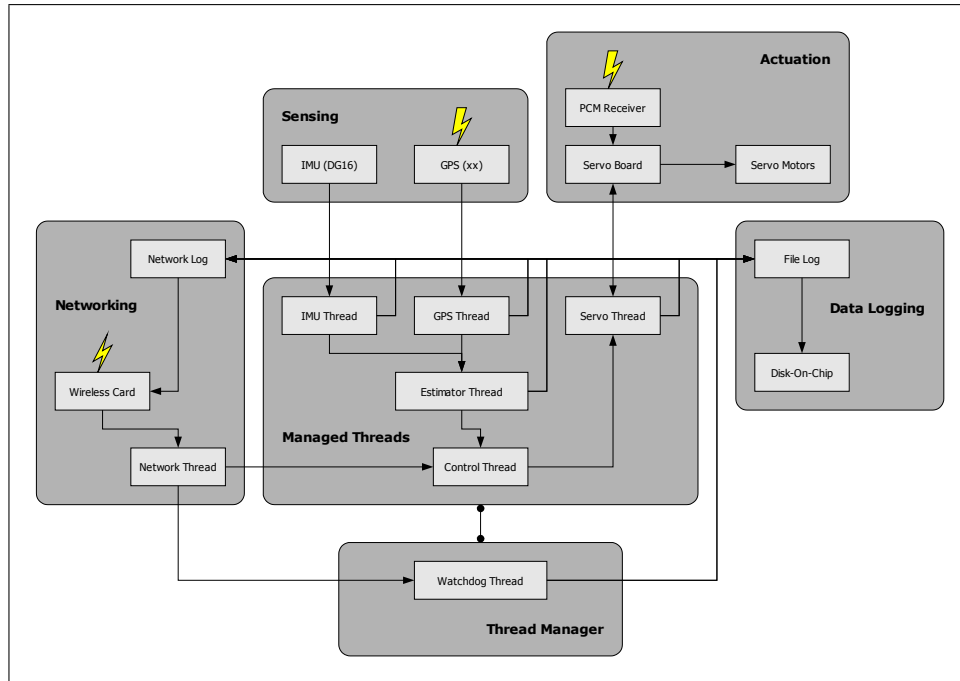 Actuation
PCM Receiver
Sensing
IMU (DG16)
GPS (xx)
Servo Board
Servo Motors
Network Log
File Log
Networking
IMU Thread
GPS Thread
Servo Thread
Data Logging
Wireless Card
Estimator Thread
Disk-On-Chip
Managed Threads
Network Thread
Control Thread
Watchdog Thread
Thread Manager